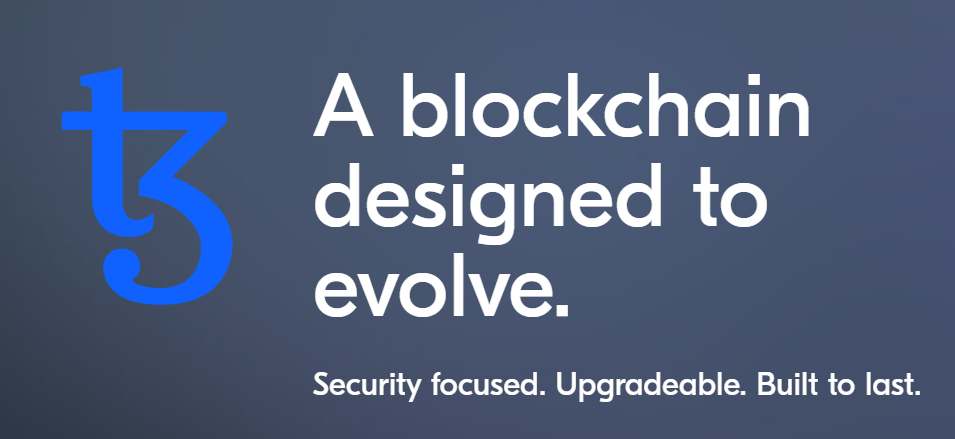 A blockchain
designed to
evolve.
Security focused. Upgradeable. Built to last.